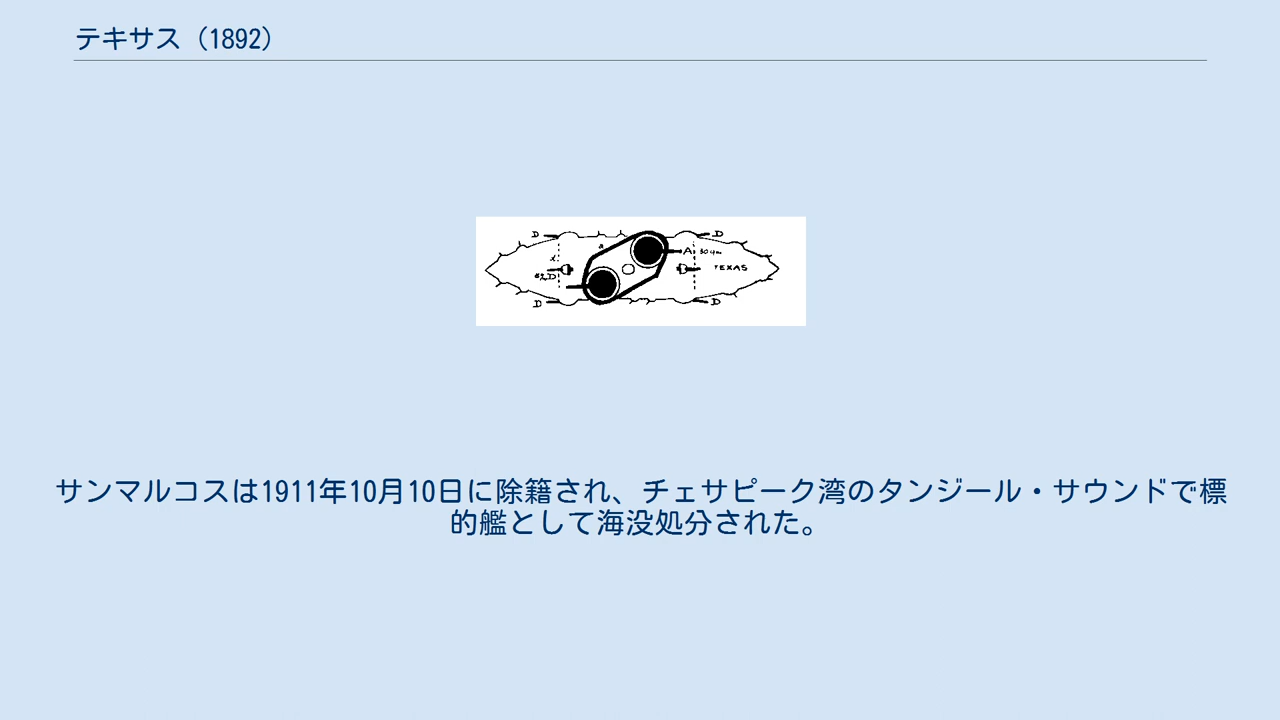 テキサス（1892）
D
D
A
30cm
TEXAS
D
D
サンマルコスは1911年10月10日に除籍され、チェサピーク湾のタンジール・サウンドで標
的艦として海没処分された。